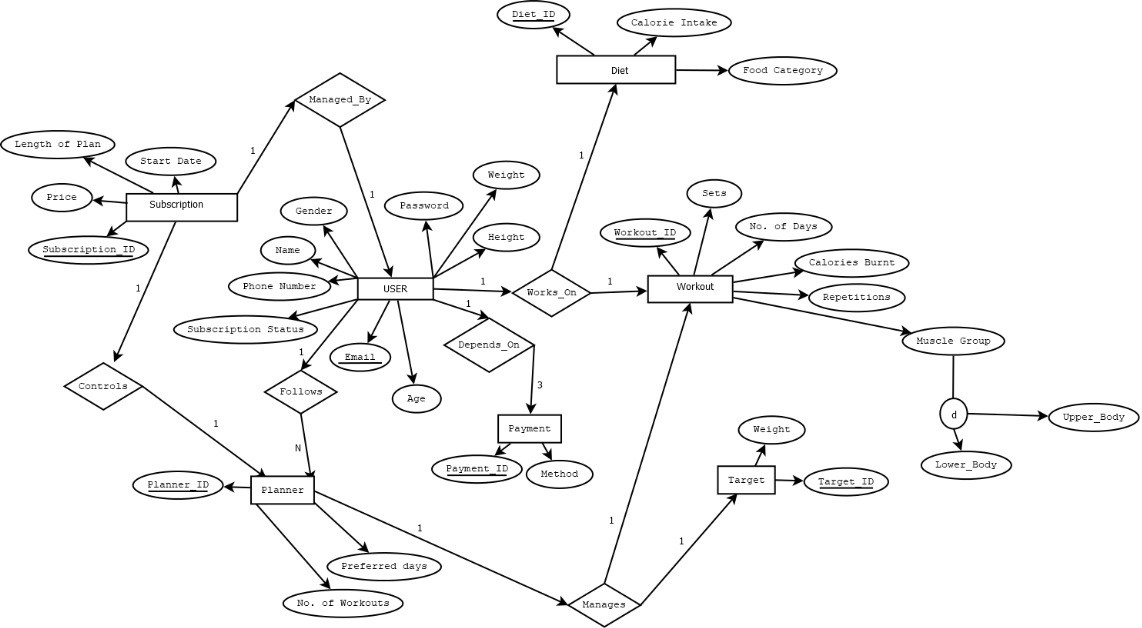 Diet_ID
Calorie Intake
Diet
Food Category
Managed_By
Length of Plan
Start Date
1
1
Price
Subscription
Subscription_ID
1
Gender
Password
Weight
Name
Height
Phone Number
USER
Subscription Status
Email
Age
1
1
1
Works_On
1
1
Depends_On
3
Follows
N
Controls
1
Payment
Payment_ID
Method
Sets
Workout_ID
No. of Days
Calories Burnt
Workout
Repetitions
Muscle Group
d
Upper_Body
Lower_Body
Planner_ID
Planner
Preferred days
No. of Workouts
1
Weight
Target
Target_ID
1
1
Manages